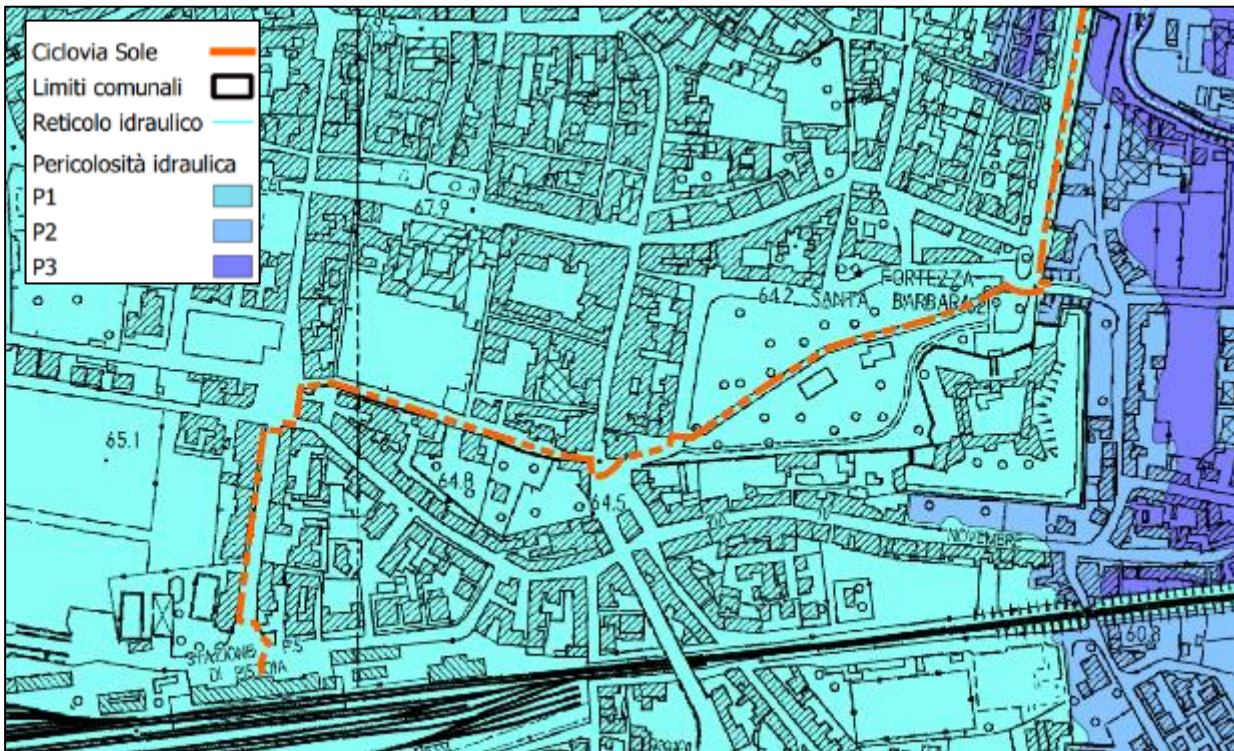 Ciclovia Sole
Limiti comunali
Reticolo idraulico
Pericolosità idraulica
P1
P2
P3
67.9
FORTEZZA
64.2 SANTA BARBARA
65.1
64.8
64.5
NOVEMBRE
STAZIONE F.S.
DI PISTOIA
60.8